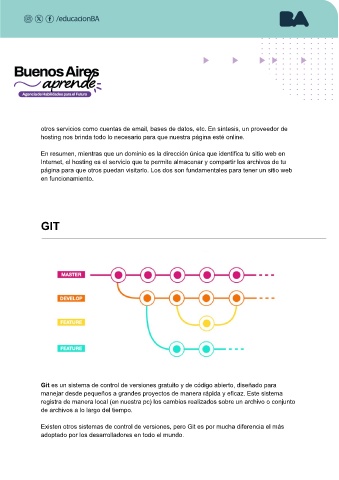 /educacionBA
BA
Buenos Aires
aprende
Agencia de Habilidades para el Futuro
otros servicios como cuentas de email, bases de datos, etc. En síntesis, un proveedor de
hosting nos brinda todo lo necesario para que nuestra página esté online.
En resumen, mientras que un dominio es la dirección única que identifica tu sitio web en
Internet, el hosting es el servicio que te permite almacenar y compartir los archivos de tu
página para que otros puedan visitarlo. Los dos son fundamentales para tener un sitio web
en funcionamiento.
GIT
MASTER
DEVELOP
FEATURE
FEATURE
Git es un sistema de control de versiones gratuito y de código abierto, diseñado para
manejar desde pequeños a grandes proyectos de manera rápida y eficaz. Este sistema
registra de manera local (en nuestra pc) los cambios realizados sobre un archivo o conjunto
de archivos a lo largo del tiempo.
Existen otros sistemas de control de versiones, pero Git es por mucha diferencia el más
adoptado por los desarrolladores en todo el mundo.